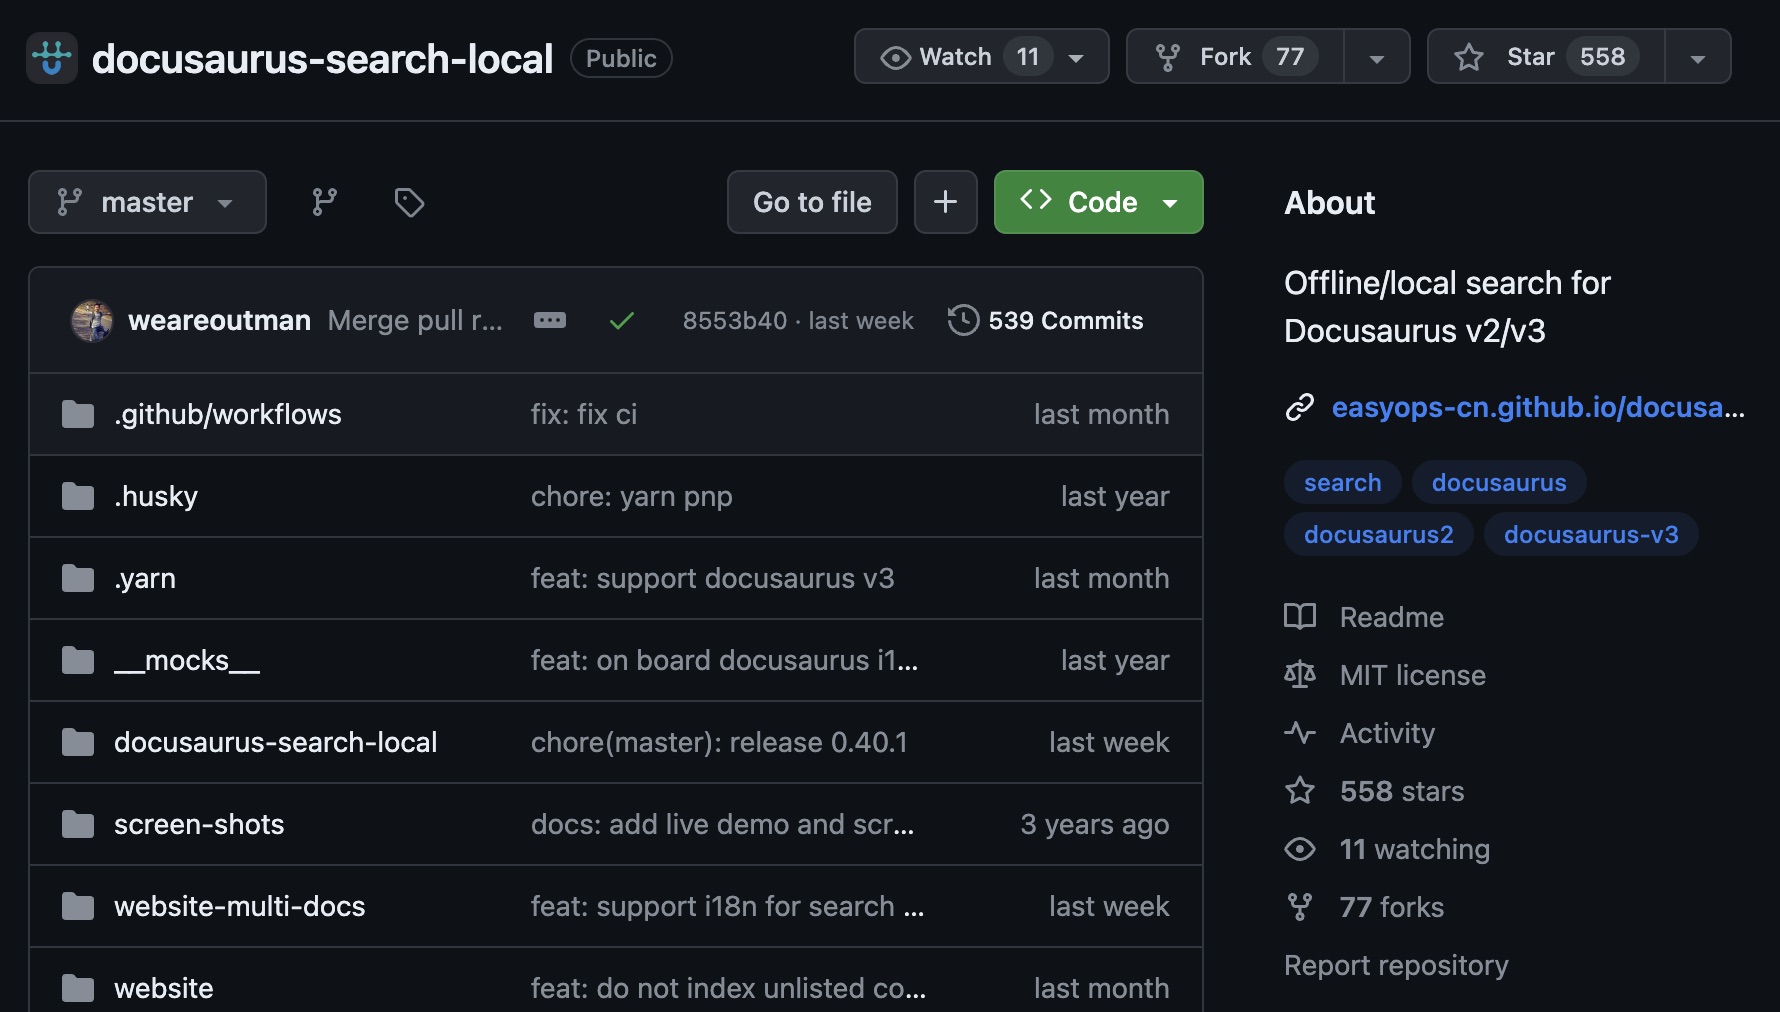 docusaurus-search-local Public Watch 11 Fork 77 Star 558
master Go to file + Code
weareoutman Merge pull r... 8553b40 · last week 539 Commits
.github/workflows fix: fix ci last month
.husky chore: yarn pnp last year
.yarn feat: support docusaurus v3 last month
__mocks__ feat: on board docusaurus i1... last year
docusaurus-search-local chore(master): release 0.40.1 last week
screen-shots docs: add live demo and scr... 3 years ago
website-multi-docs feat: support i18n for search ... last week
website feat: do not index unlisted co... last month
About
Offline/local search for
Docusaurus v2/v3
easyops-cn.github.io/docusa...
search docusaurus
docusaurus2 docusaurus-v3
Readme
MIT license
Activity
558 stars
11 watching
77 forks
Report repository